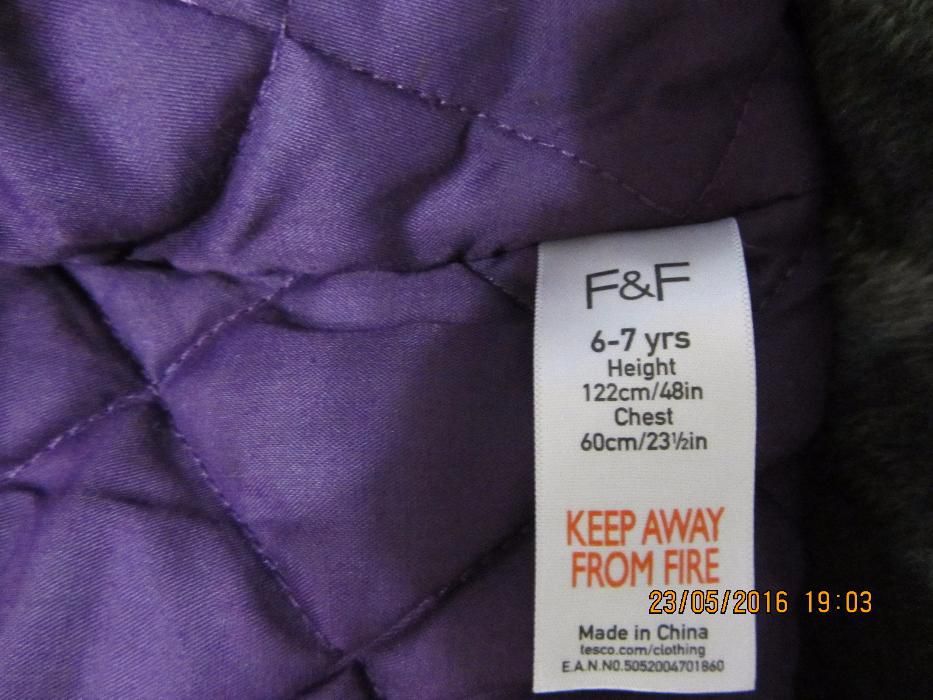 F&F
6-7 yrs
Height
122cm/48in
Chest
60cm/23½in
KEEP AWAY
FROM FIRE
23/05/2016 19:03
Made in China
tesco.com/clothing
E.A.N.NO.5052004701860